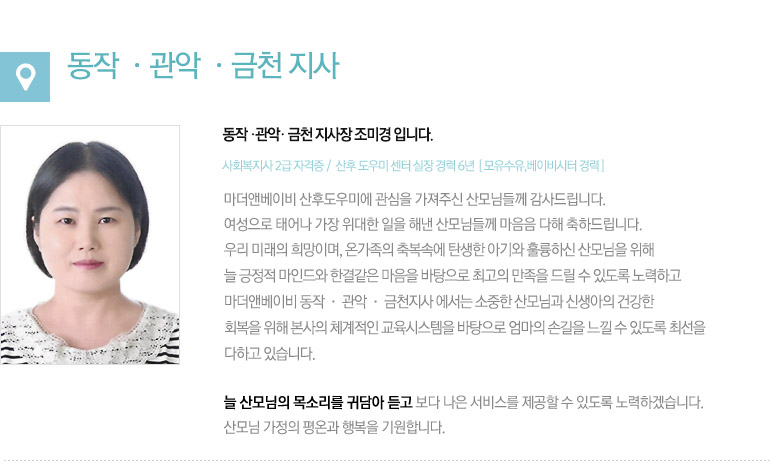 동작 · 관악 · 금천 지사
동작 ·관악· 금천 지사장 조미경 입니다.
사회복지사 2급 자격증 / 산후 도우미 센터 실장 경력 6년 [ 모유수유,베이비시터 경력 ]
마더앤베이비 산후도우미에 관심을 가져주신 산모님들께 감사드립니다.
여성으로 태어나 가장 위대한 일을 해낸 산모님들께 마음음 다해 축하드립니다.
우리 미래의 희망이며, 온가족의 축복속에 탄생한 아기와 훌륭하신 산모님을 위해
늘 긍정적 마인드와 한결같은 마음을 바탕으로 최고의 만족을 드릴 수 있도록 노력하고
마더앤베이비 동작 · 관악 · 금천지사 에서는 소중한 산모님과 신생아의 건강한
회복을 위해 본사의 체계적인 교육시스템을 바탕으로 엄마의 손길을 느낄 수 있도록 최선을
다하고 있습니다.
늘 산모님의 목소리를 귀담아 듣고 보다 나은 서비스를 제공할 수 있도록 노력하겠습니다.
산모님 가정의 평온과 행복을 기원합니다.